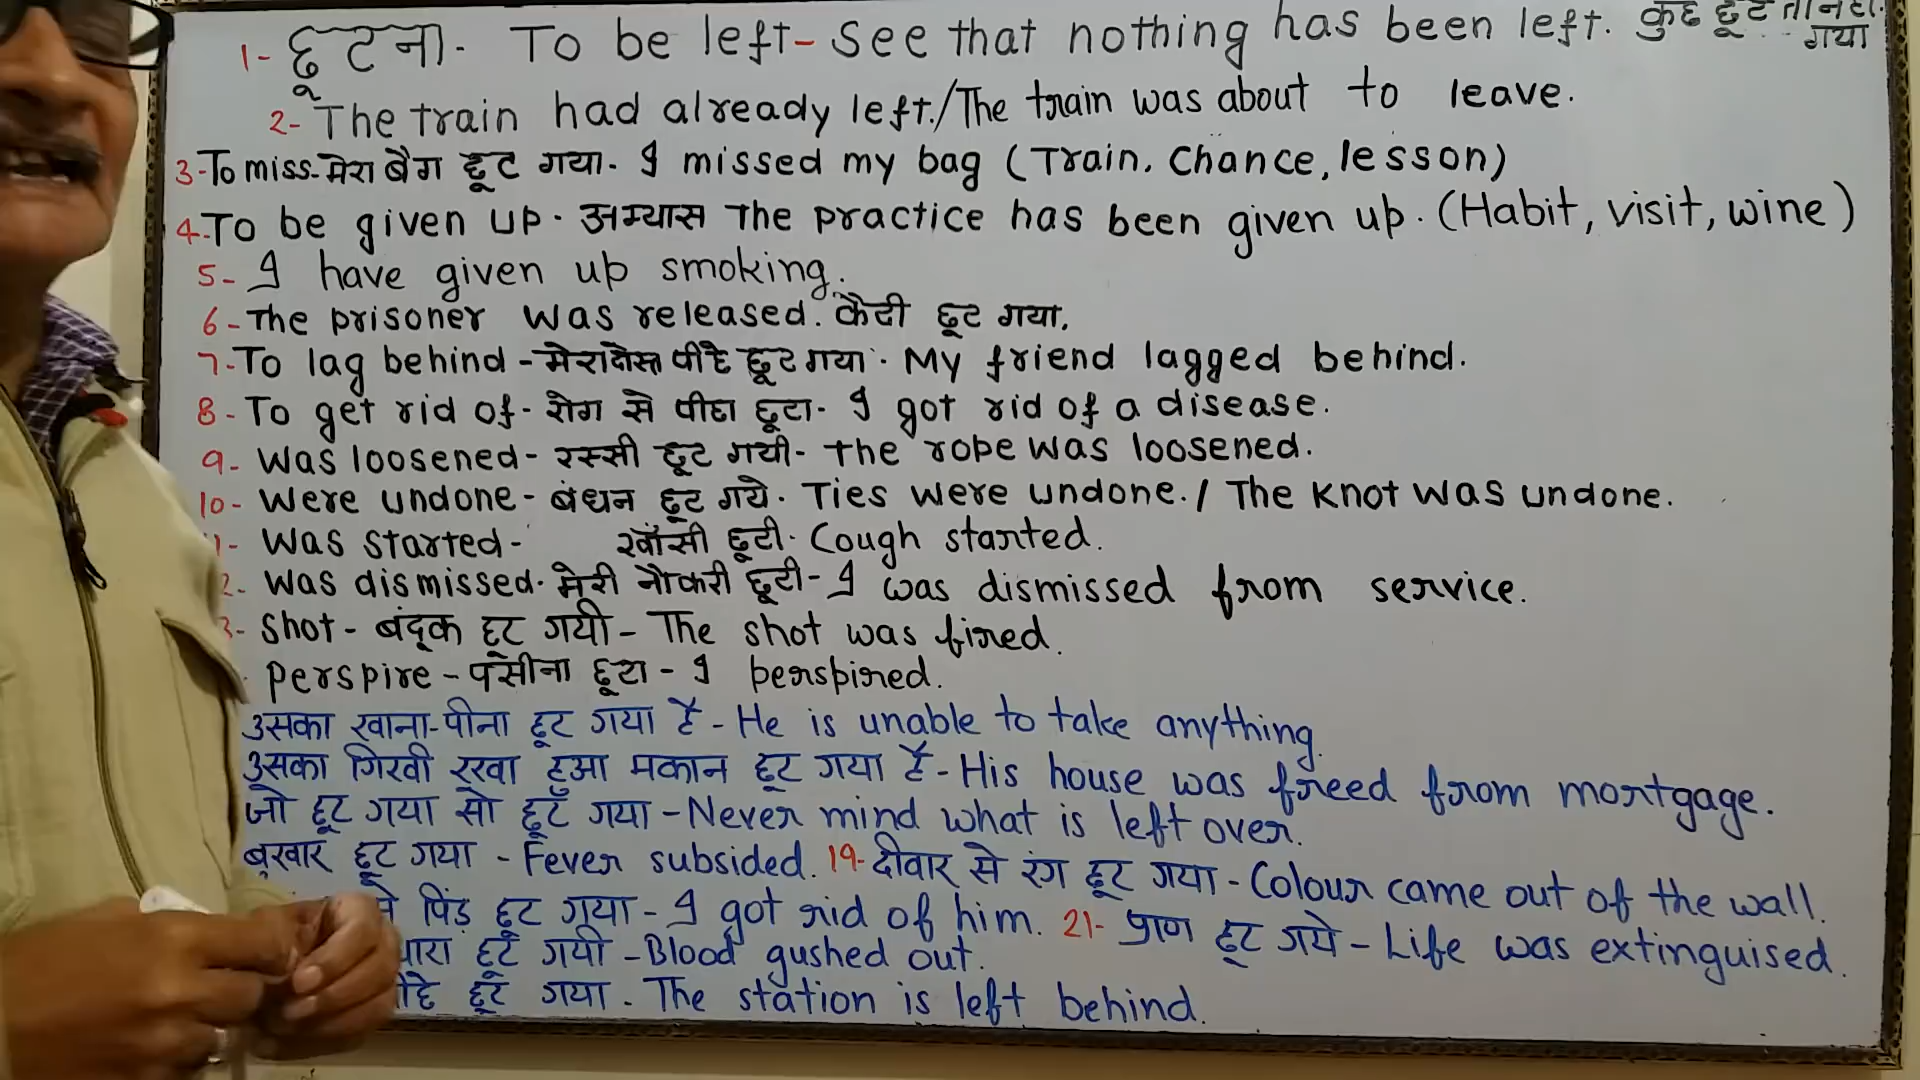 1- छूटना- To be left- See that nothing has been left. कुछ छूट तो नहीं गया
2- The train had already left./The train was about to leave.
3-To miss-मेरा बैग छूट गया- I missed my bag (Train, Chance, lesson)
4-To be given up- अभ्यास The practice has been given up. (Habit, visit, wine)
5- I have given up smoking.
6-The prisoner was released. कैदी छूट गया.
7-To lag behind-मेरा दोस्त पीछे छूट गया- My friend lagged behind.
8-To get rid of- रोग से पीछा छूटा- I got rid of a disease.
9- Was loosened- रस्सी छूट गयी- The rope was loosened.
10- Were undone- बंधन छूट गये- Ties were undone./ The knot was undone.
1- Was started- खाँसी छूटी- Cough started.
2- Was dismissed- मेरी नौकरी छूटी- I was dismissed from service.
3- Shot- बंदूक छूट गयी- The shot was fired.
Perspire- पसीना छूटा- I perspired.
उसका खाना-पीना छूट गया है- He is unable to take anything.
उसका गिरवी रखा हुआ मकान छूट गया है- His house was freed from mortgage.
जो छूट गया सो छूट गया- Never mind what is left over.
बुखार छूट गया - Fever subsided. 19-दीवार से रंग छूट गया- Colour came out of the wall.
से पिंड छूट गया- I got rid of him. 21- प्राण छूट गये- Life was extinguised.
धारा छूट गयी-Blood gushed out.
छूट गया- The station is left behind.